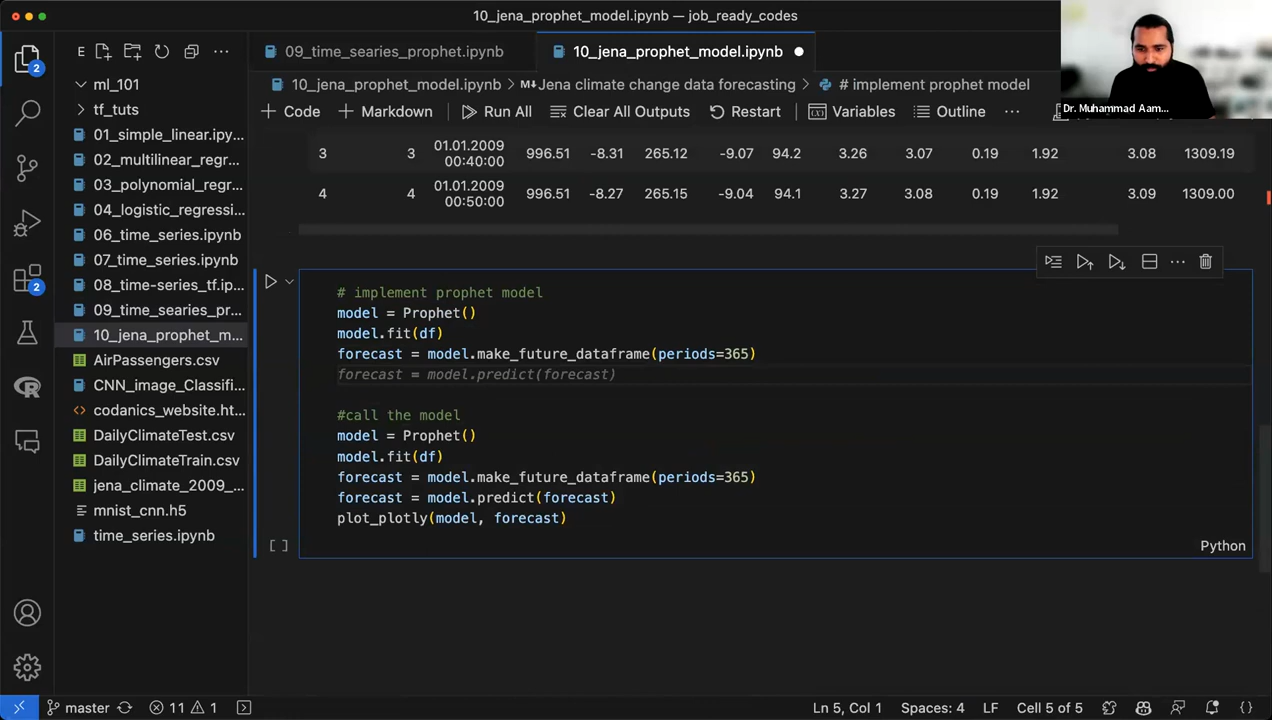 10_jena_prophet_model.ipynb — job_ready_codes
E
09_time_searies_prophet.ipynb
10_jena_prophet_model.ipynb
10_jena_prophet_model.ipynb > M↓Jena climate change data forecasting > # implement prophet model
+ Code + Markdown Run All Clear All Outputs Restart Variables Outline ...
Dr. Muhammad Aam...
2
2
ml_101
tf_tuts
01_simple_linear.ipy...
02_multilinear_regr...
03_polynomial_regr...
04_logistic_regressi...
06_time_series.ipynb
07_time_series.ipynb
08_time-series_tf.ip...
09_time_searies_pr...
10_jena_prophet_m...
AirPassengers.csv
CNN_image_Classifi...
codanics_website.ht...
DailyClimateTest.csv
DailyClimateTrain.csv
jena_climate_2009_...
mnist_cnn.h5
time_series.ipynb
3 3 01.01.2009 00:40:00 996.51 -8.31 265.12 -9.07 94.2 3.26 3.07 0.19 1.92 3.08 1309.19
4 4 01.01.2009 00:50:00 996.51 -8.27 265.15 -9.04 94.1 3.27 3.08 0.19 1.92 3.09 1309.00
# implement prophet model
model = Prophet()
model.fit(df)
forecast = model.make_future_dataframe(periods=365)
forecast = model.predict(forecast)
#call the model
model = Prophet()
model.fit(df)
forecast = model.make_future_dataframe(periods=365)
forecast = model.predict(forecast)
plot_plotly(model, forecast)
[ ]
Python
master 11 1 Ln 5, Col 1 Spaces: 4 LF Cell 5 of 5